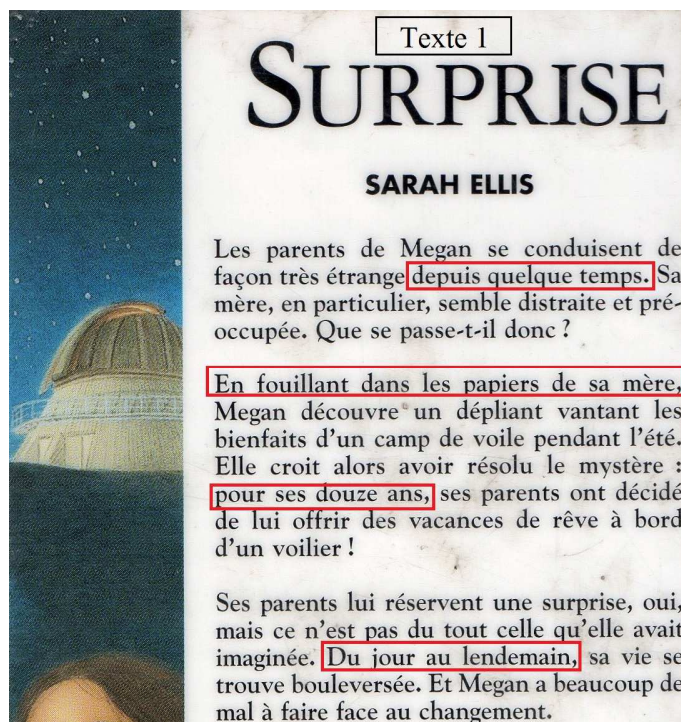 Texte 1
SURPRISE
SARAH ELLIS
Les parents de Megan se conduisent de
façon très étrange depuis quelque temps. Sa
mère, en particulier, semble distraite et pré-
occupée. Que se passe-t-il donc ?
En fouillant dans les papiers de sa mère,
Megan découvre un dépliant vantant les
bienfaits d'un camp de voile pendant l'été.
Elle croit alors avoir résolu le mystère :
pour ses douze ans, ses parents ont décidé
de lui offrir des vacances de rêve à bord
d'un voilier !
Ses parents lui réservent une surprise, oui,
mais ce n'est pas du tout celle qu'elle avait
imaginée. Du jour au lendemain, sa vie se
trouve bouleversée. Et Megan a beaucoup de
mal à faire face au changement.